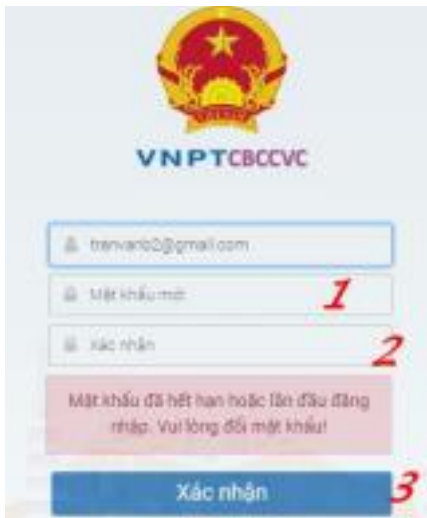 VNPTCBCCVC
tranvanb2@gmail.com
Mật khẩu mới
1
Xác nhận
2
Mật khẩu đã hết hạn hoặc lần đầu đăng
nhập. Vui lòng đổi mật khẩu!
Xác nhận
3